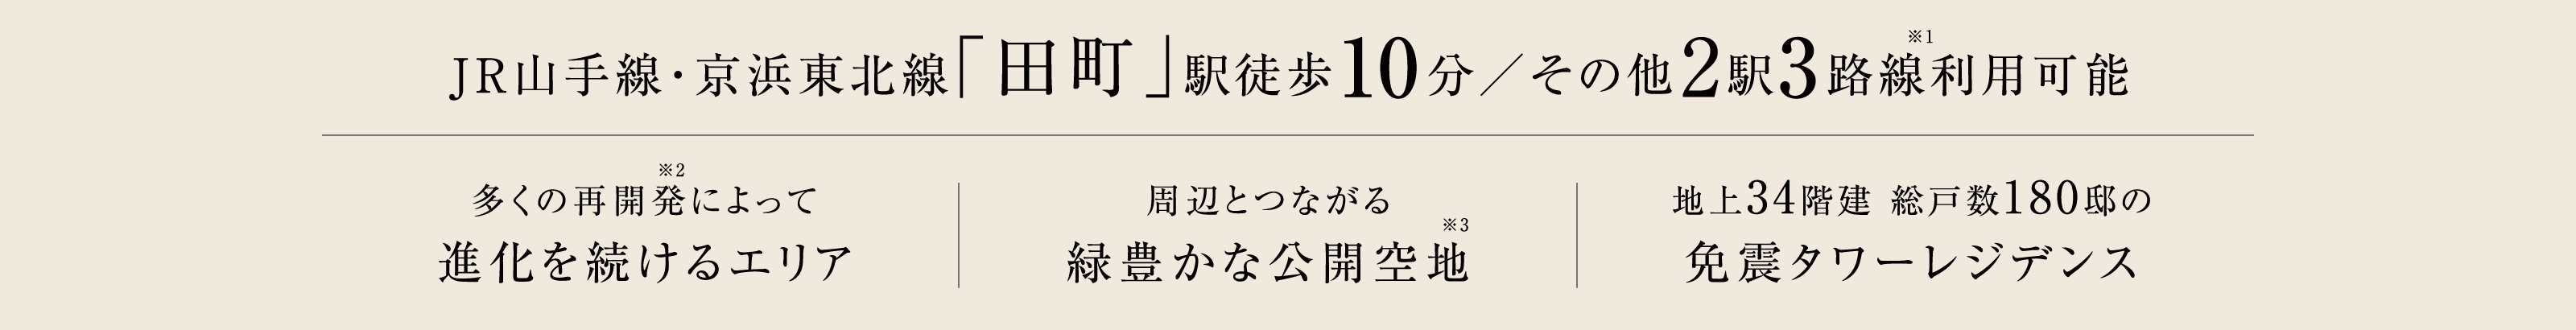 JR山手線・京浜東北線「田町」駅徒歩10分／その他2駅3路線※1利用可能
多くの再開発※2によって
進化を続けるエリア
周辺とつながる
緑豊かな公開空地※3
地上34階建 総戸数180邸の
免震タワーレジデンス